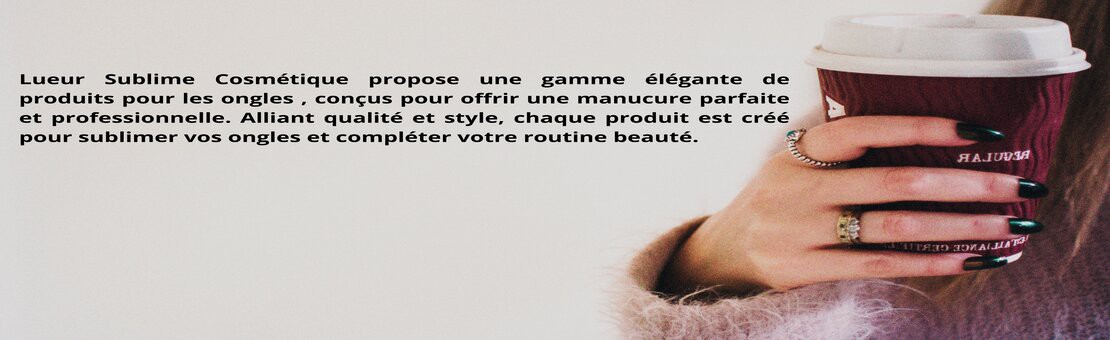 Lueur Sublime Cosmétique propose une gamme élégante de
produits pour les ongles , conçus pour offrir une manucure parfaite
et professionnelle. Alliant qualité et style, chaque produit est créé
pour sublimer vos ongles et compléter votre routine beauté.
REGULAR